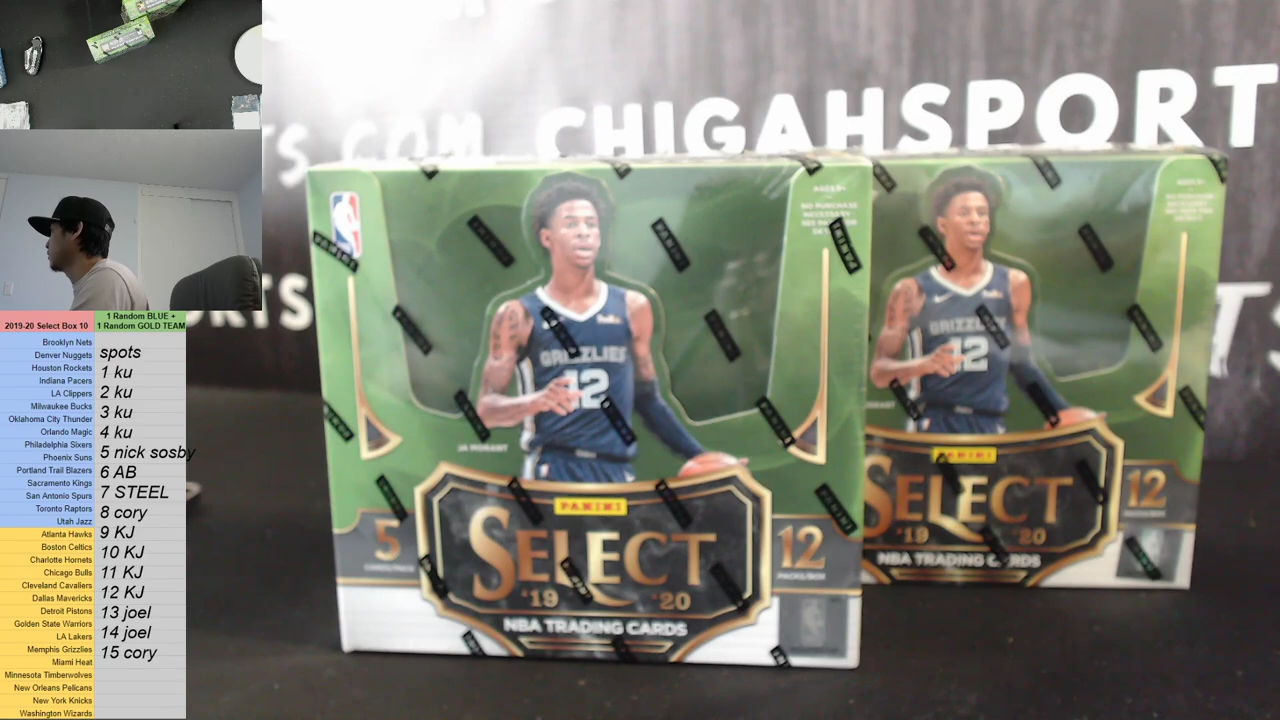 S.COM CHIGAHSPORT
RTS
PANINI
GRIZZLIES
12
JA MORANT
PANINI
SELECT
'19 '20
NBA TRADING CARDS
5
12
PACKS/BOX
GRIZZLIES
12
PANINI
SELECT
'19 '20
NBA TRADING CARDS
12
2019-20 Select Box 10
1 Random BLUE +
1 Random GOLD TEAM
Brooklyn Nets
Denver Nuggets
Houston Rockets
Indiana Pacers
LA Clippers
Milwaukee Bucks
Oklahoma City Thunder
Orlando Magic
Philadelphia Sixers
Phoenix Suns
Portland Trail Blazers
Sacramento Kings
San Antonio Spurs
Toronto Raptors
Utah Jazz
Atlanta Hawks
Boston Celtics
Charlotte Hornets
Chicago Bulls
Cleveland Cavaliers
Dallas Mavericks
Detroit Pistons
Golden State Warriors
LA Lakers
Memphis Grizzlies
Miami Heat
Minnesota Timberwolves
New Orleans Pelicans
New York Knicks
Washington Wizards
spots
1 ku
2 ku
3 ku
4 ku
5 nick sosby
6 AB
7 STEEL
8 cory
9 KJ
10 KJ
11 KJ
12 KJ
13 joel
14 joel
15 cory